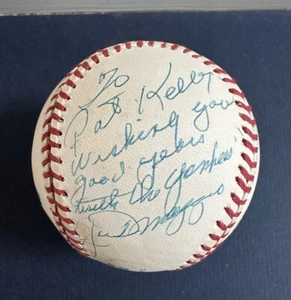 To
Pat Kelly
Wishing you
good years
with the Yankees
Joe DiMaggio